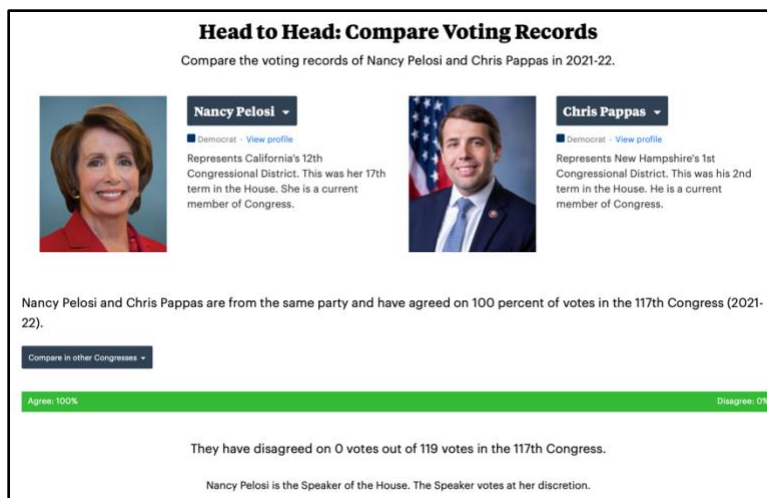 Head to Head: Compare Voting Records
Compare the voting records of Nancy Pelosi and Chris Pappas in 2021-22.
Nancy Pelosi
Democrat · View profile
Represents California's 12th
Congressional District. This was her 17th
term in the House. She is a current
member of Congress.
Chris Pappas
Democrat · View profile
Represents New Hampshire's 1st
Congressional District. This was his 2nd
term in the House. He is a current
member of Congress.
Nancy Pelosi and Chris Pappas are from the same party and have agreed on 100 percent of votes in the 117th Congress (2021-
22).
Compare in other Congresses
Agree: 100%
Disagree: 0%
They have disagreed on 0 votes out of 119 votes in the 117th Congress.
Nancy Pelosi is the Speaker of the House. The Speaker votes at her discretion.